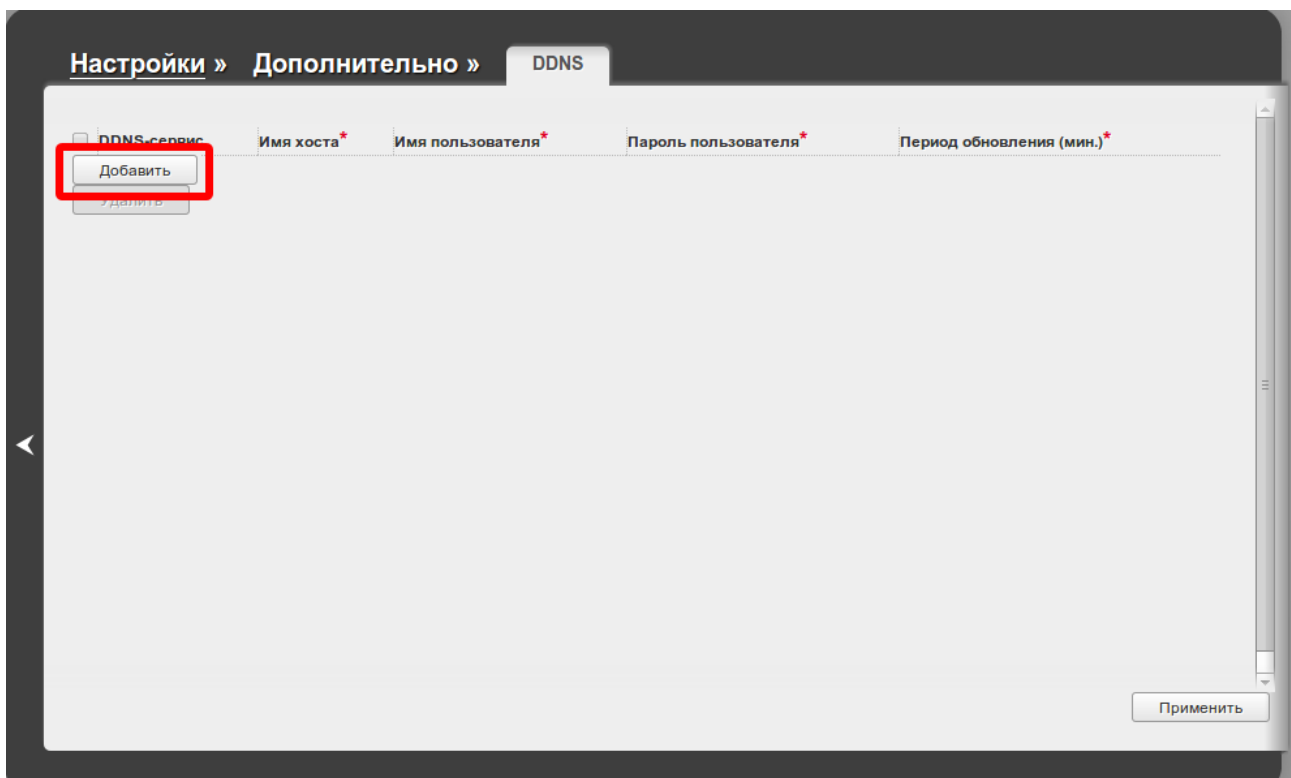 Настройки » Дополнительно » DDNS
DDNS-сервис Имя хоста* Имя пользователя* Пароль пользователя* Период обновления (мин.)*
Добавить
Удалить
Применить